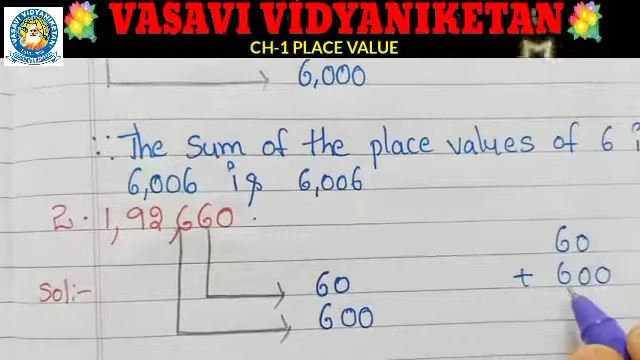 VASAVI VIDYANIKETAN
CH-1 PLACE VALUE
6,000
∴ The sum of the place values of 6 i
6,006 is 6,006
2. 1,92,660.
60
Sol:-
60
+ 600
600